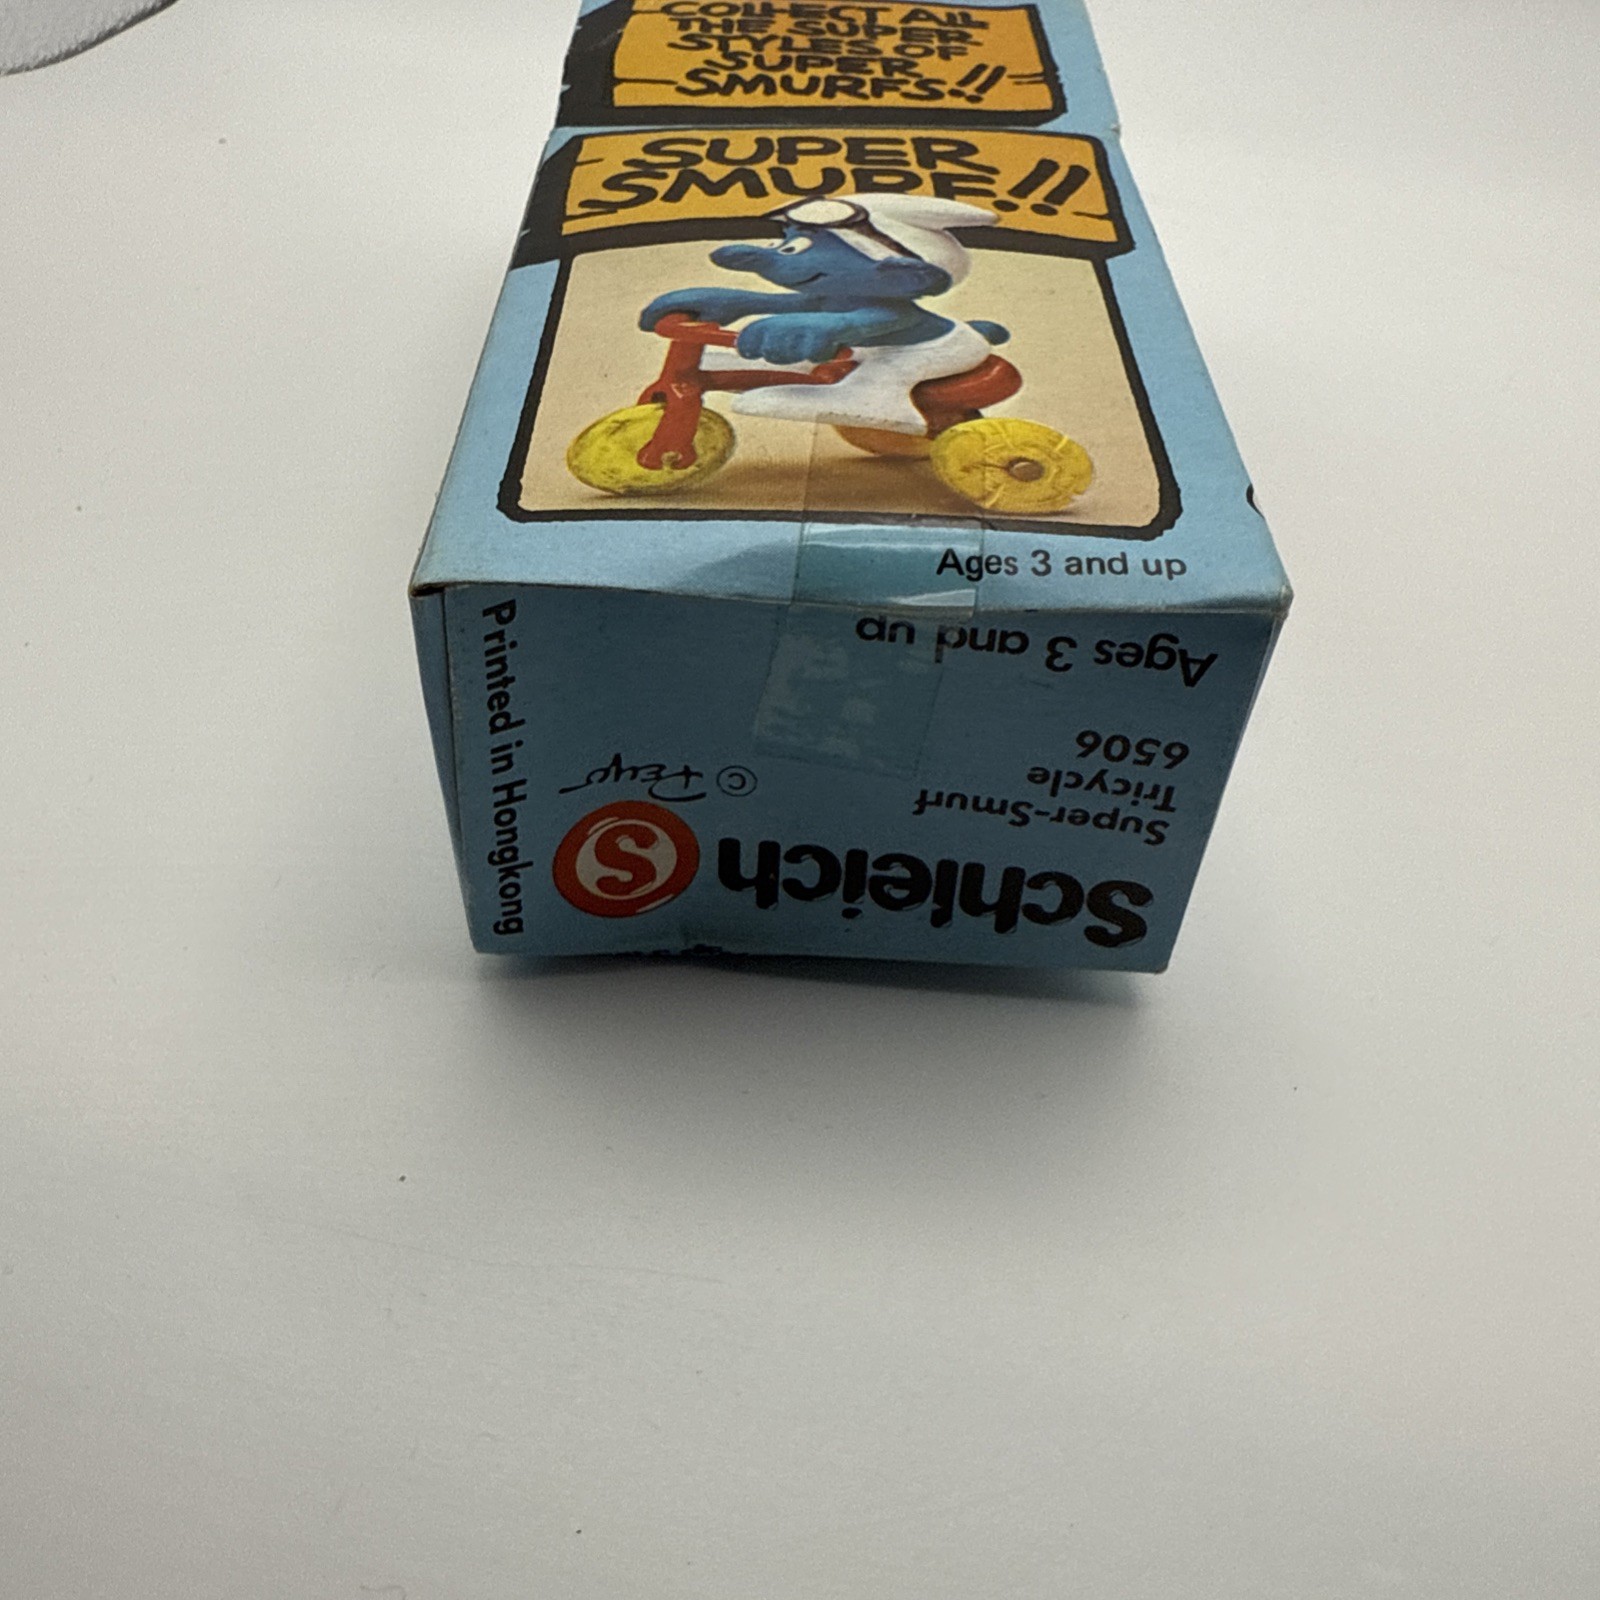 COLLECT ALL
THE SUPER
STYLES OF
SUPER
SMURFS!!
SUPER
SMURF!!
Ages 3 and up
Ages 3 and up
6506
Tricycle
Super-Smurf
© Peyo
Schleich S
Printed in Hongkong